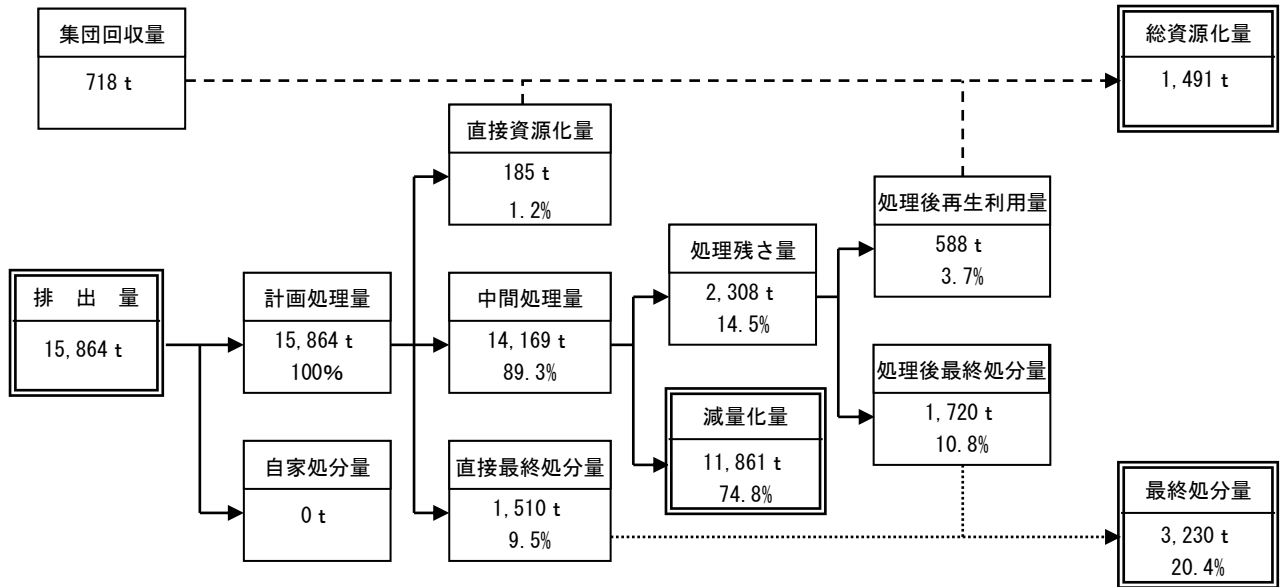 集団回収量
718 t
総資源化量
1,491 t
直接資源化量
185 t
1.2%
処理後再生利用量
588 t
3.7%
処理残さ量
2,308 t
14.5%
排 出 量
15,864 t
計画処理量
15,864 t
100%
中間処理量
14,169 t
89.3%
処理後最終処分量
1,720 t
10.8%
減量化量
11,861 t
74.8%
自家処分量
0 t
直接最終処分量
1,510 t
9.5%
最終処分量
3,230 t
20.4%